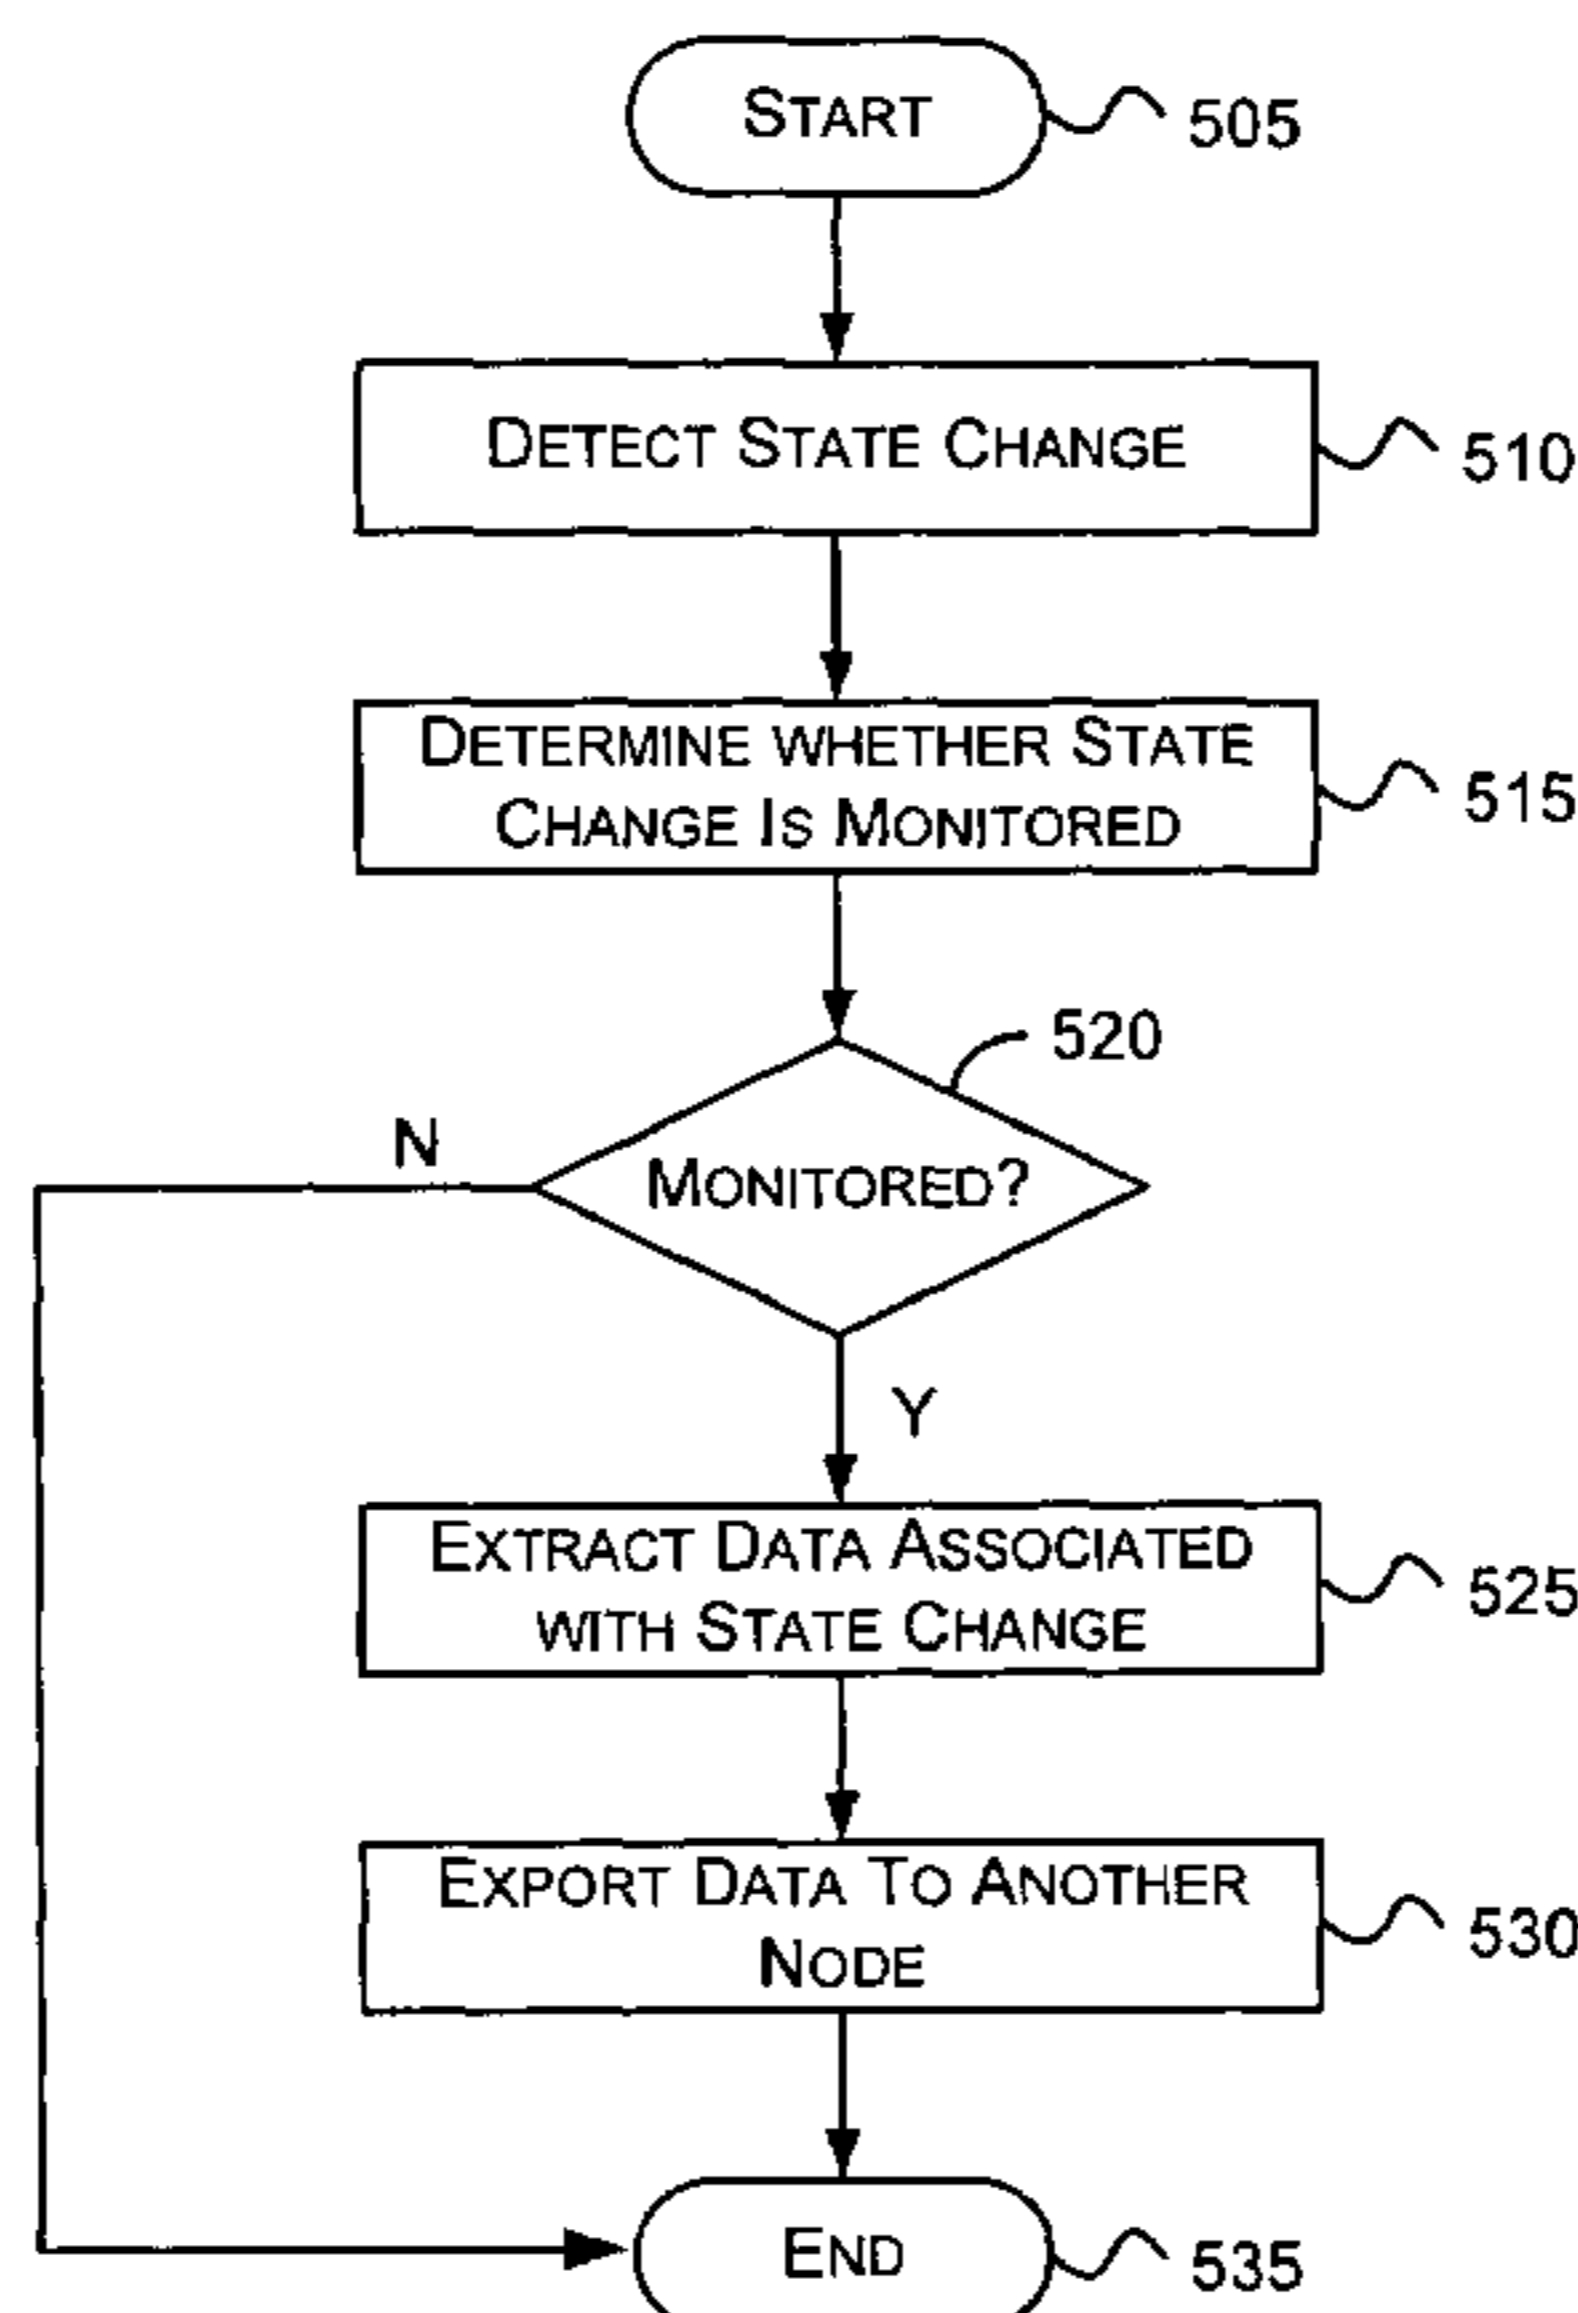 START
505
DETECT STATE CHANGE
510
DETERMINE WHETHER STATE
CHANGE IS MONITORED
515
520
N
MONITORED?
Y
EXTRACT DATA ASSOCIATED
WITH STATE CHANGE
525
EXPORT DATA TO ANOTHER
NODE
530
END
535